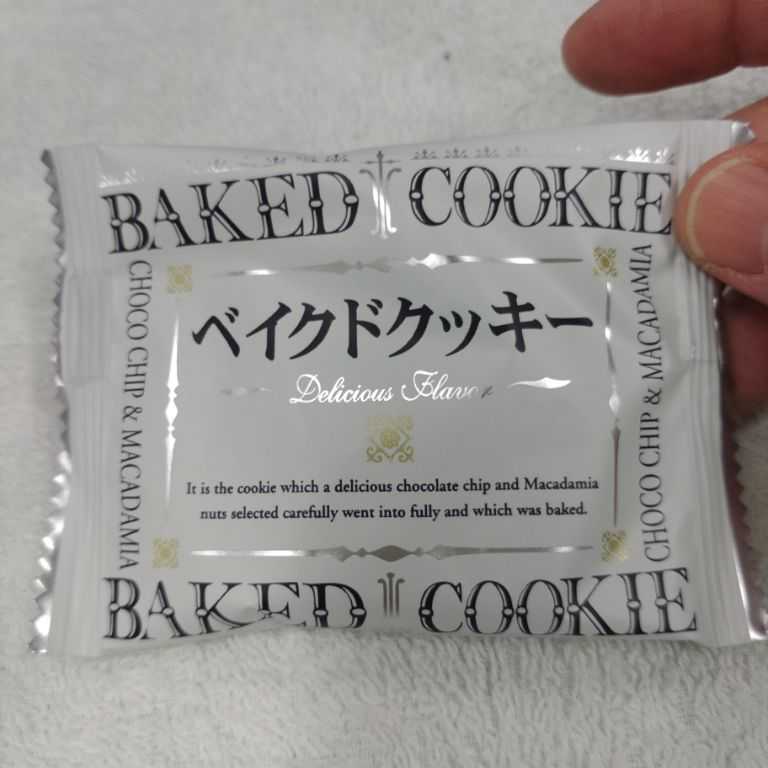 BAKED COOKIE
CHOCO CHIP & MACADAMIA
ベイクドクッキー
Delicious Flavor
It is the cookie which a delicious chocolate chip and Macadamia
nuts selected carefully went into fully and which was baked.
CHOCO CHIP & MACADAMIA
BAKED COOKIE